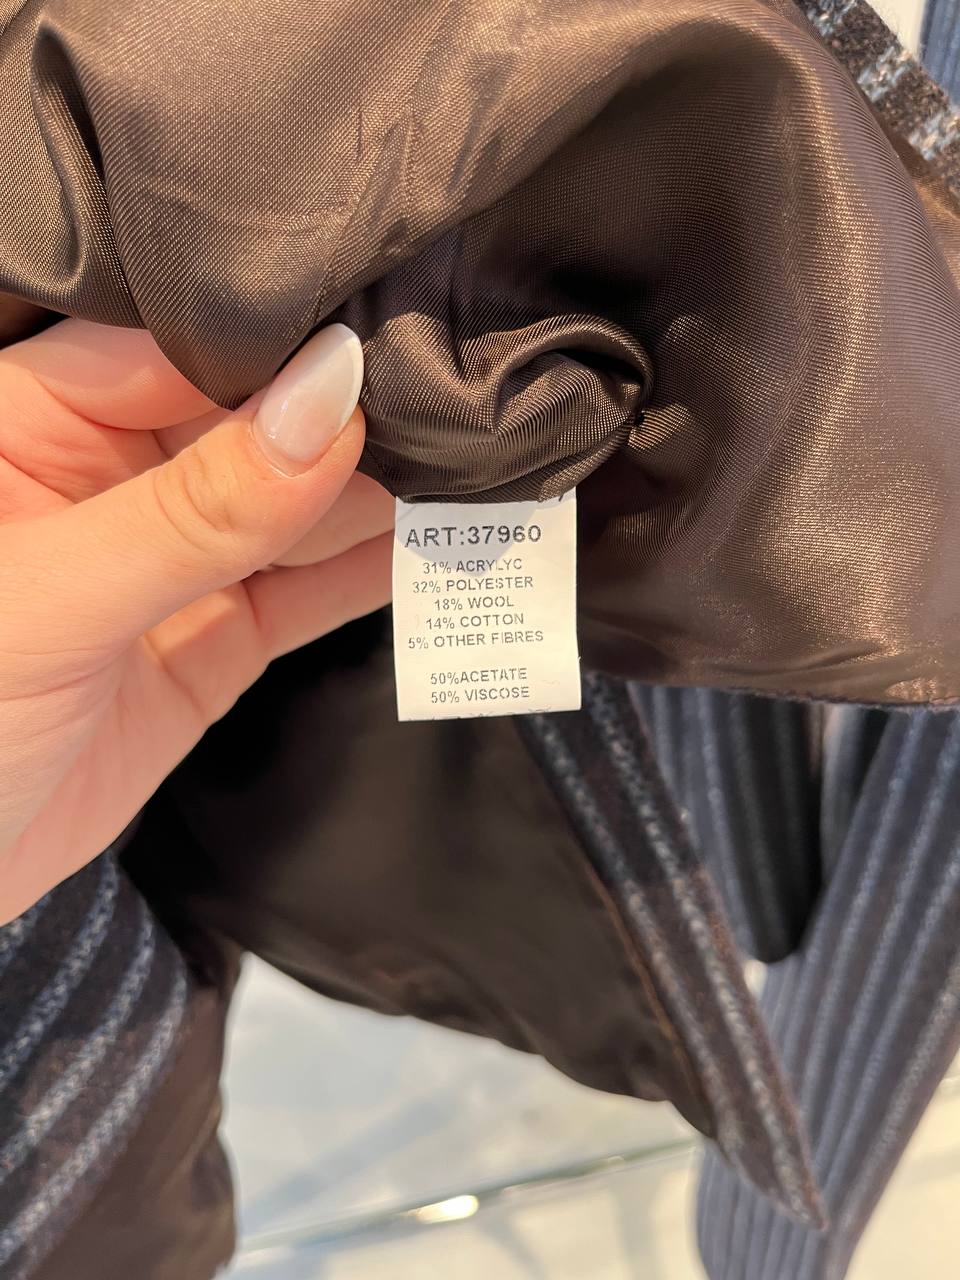 ART:37960
31% ACRYLYC
32% POLYESTER
18% WOOL
14% COTTON
5% OTHER FIBRES
50%ACETATE
50% VISCOSE